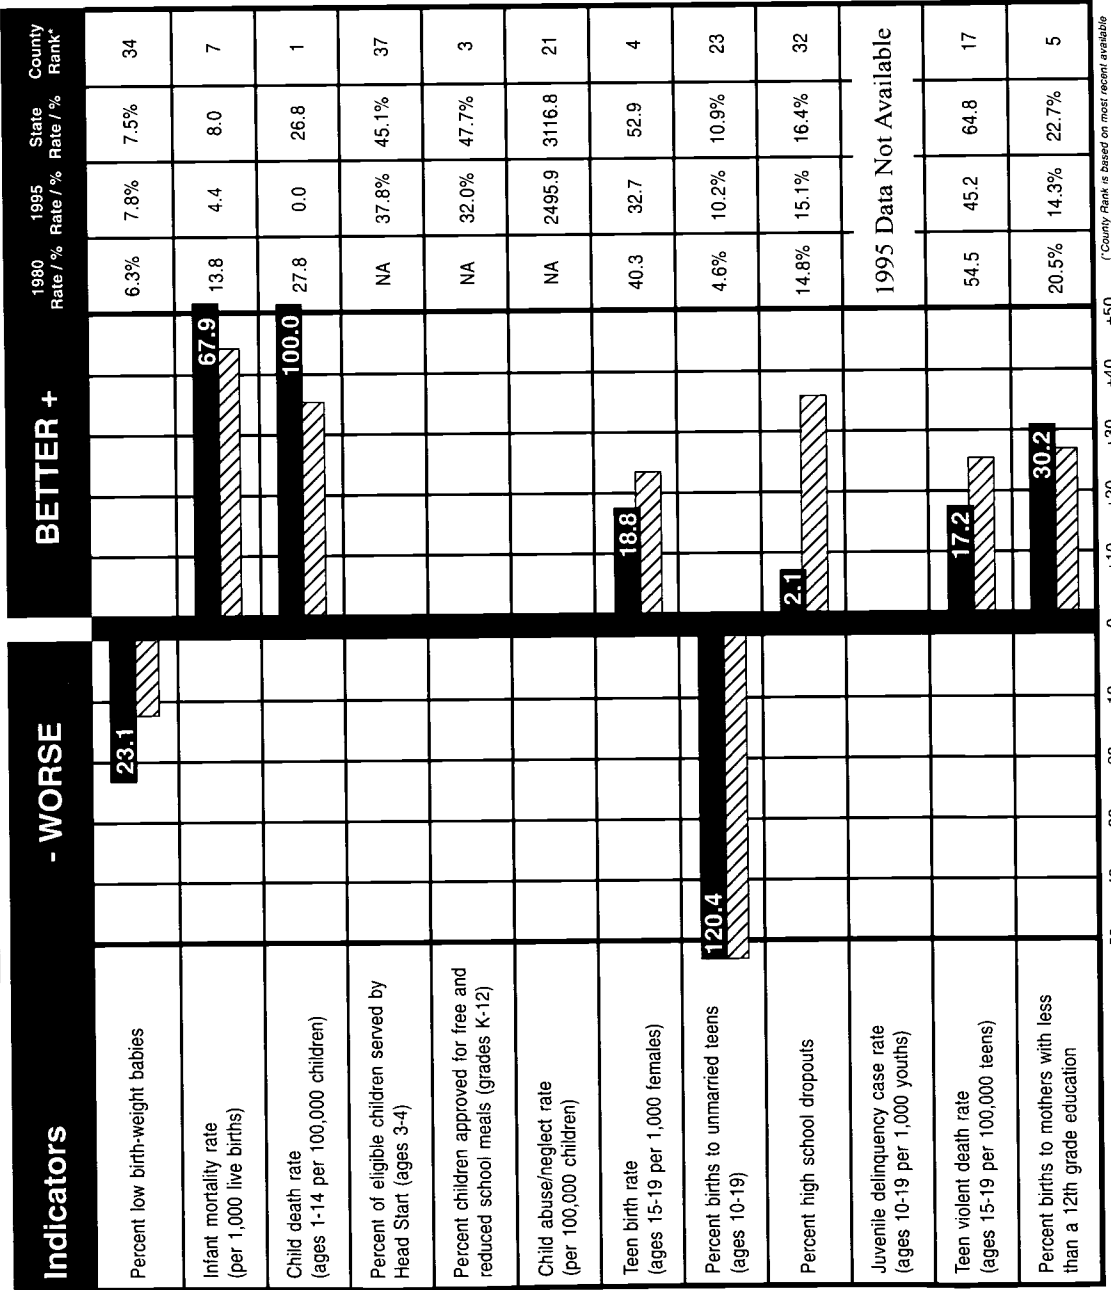 Indicators - WORSE BETTER + 1980 Rate / % 1995 Rate / % State Rate / % County Rank*
Percent low birth-weight babies 23.1 6.3% 7.8% 7.5% 34
Infant mortality rate
(per 1,000 live births) 67.9 13.8 4.4 8.0 7
Child death rate
(ages 1-14 per 100,000 children) 100.0 27.8 0.0 26.8 1
Percent of eligible children served by
Head Start (ages 3-4) NA 37.8% 45.1% 37
Percent children approved for free and
reduced school meals (grades K-12) NA 32.0% 47.7% 3
Child abuse/neglect rate
(per 100,000 children) NA 2495.9 3116.8 21
Teen birth rate
(ages 15-19 per 1,000 females) 18.8 40.3 32.7 52.9 4
Percent births to unmarried teens
(ages 10-19) 120.4 4.6% 10.2% 10.9% 23
Percent high school dropouts 2.1 14.8% 15.1% 16.4% 32
Juvenile delinquency case rate
(ages 10-19 per 1,000 youths) 1995 Data Not Available
Teen violent death rate
(ages 15-19 per 100,000 teens) 17.2 54.5 45.2 64.8 17
Percent births to mothers with less
than a 12th grade education 30.2 20.5% 14.3% 22.7% 5
(*County Rank is based on most recent available